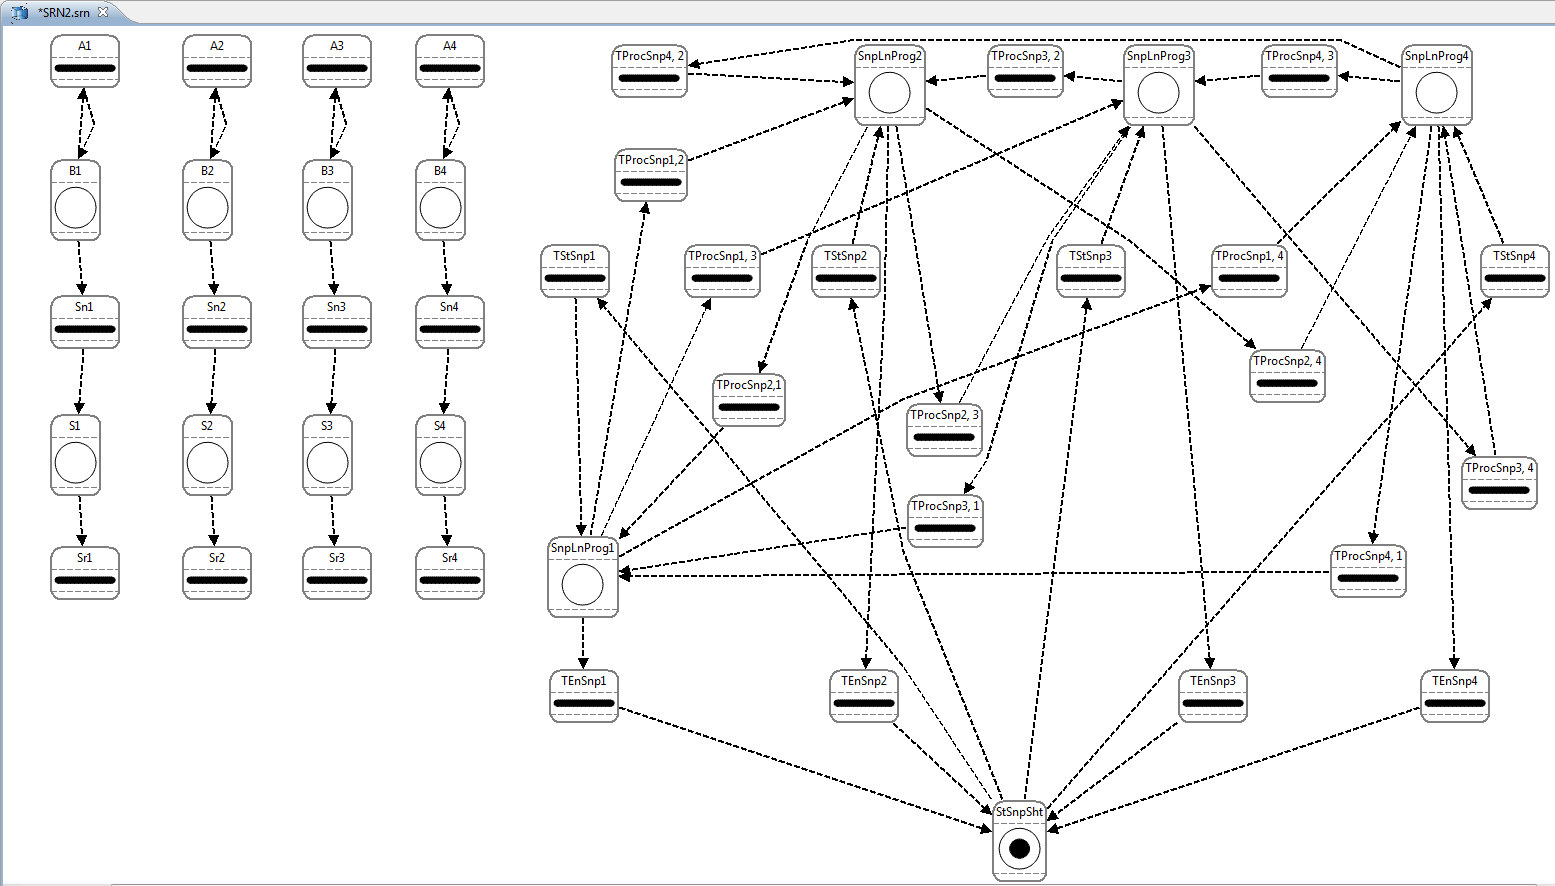 *SRN2.srn
A1 A2 A3 A4
TProcSnp4, 2 SnpLnProg2 TProcSnp3, 2 SnpLnProg3 TProcSnp4, 3 SnpLnProg4
B1 B2 B3 B4 TProcSnp1,2
TStSnp1 TProcSnp1, 3 TStSnp2 TStSnp3 TProcSnp1, 4 TStSnp4
Sn1 Sn2 Sn3 Sn4
TProcSnp2, 4
TProcSnp2,1
TProcSnp2, 3
S1 S2 S3 S4
TProcSnp3, 4
TProcSnp3, 1
SnpLnProg1
Sr1 Sr2 Sr3 Sr4 TProcSnp4, 1
TEnSnp1 TEnSnp2 TEnSnp3 TEnSnp4
StSnpSht